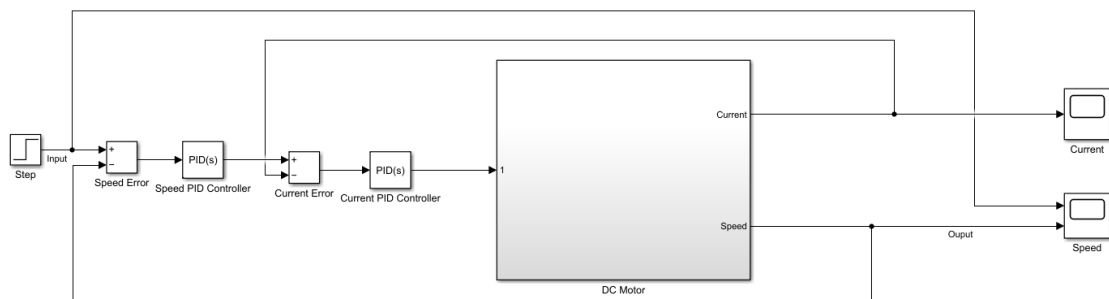 Current
Step
Input
+
−
Speed Error
PID(s)
Speed PID Controller
+
−
Current Error
PID(s)
Current PID Controller
1
Current
Speed
DC Motor
Ouput
Speed